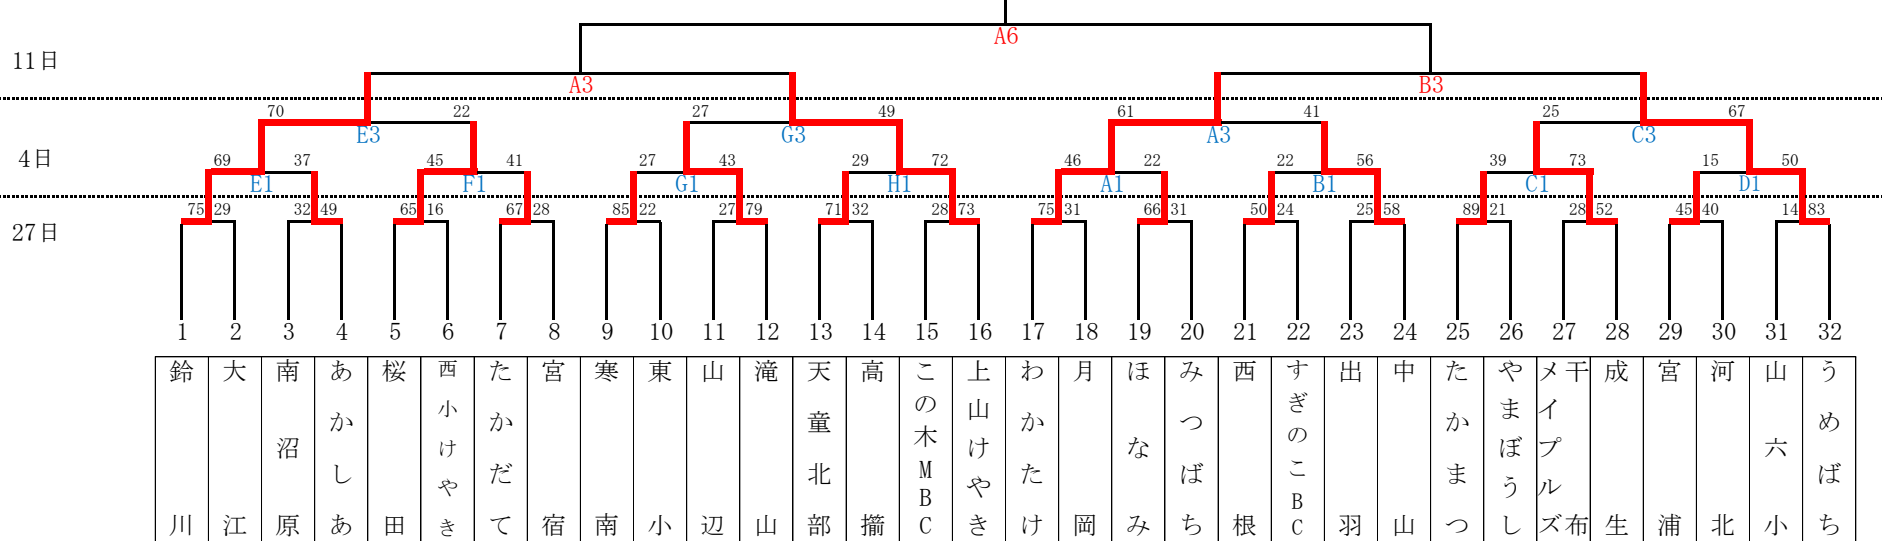 A6
11日
A3 B3
70 22 27 49 61 41 25 67
E3 G3 A3 C3
4日
69 37 45 41 27 43 29 72 46 22 22 56 39 73 15 50
E1 F1 G1 H1 A1 B1 C1 D1
75 29 32 49 65 16 67 28 85 22 27 79 71 32 28 73 75 31 66 31 50 24 25 58 89 21 28 52 45 40 14 83
27日
1 2 3 4 5 6 7 8 9 10 11 12 13 14 15 16 17 18 19 20 21 22 23 24 25 26 27 28 29 30 31 32
鈴川
大江
南沼原
あかしあ
桜田
西小けやき
たかだて
宮宿
寒南
東小
山辺
滝山
天童北部
高擶
この木MBC
上山けやき
わかたけ
月岡
ほなみ
みつばち
西根
すぎのこBC
出羽
中山
たかまつ
やまぼうし
干布
メイプルズ
成生
宮浦
河北
山六小
うめばち